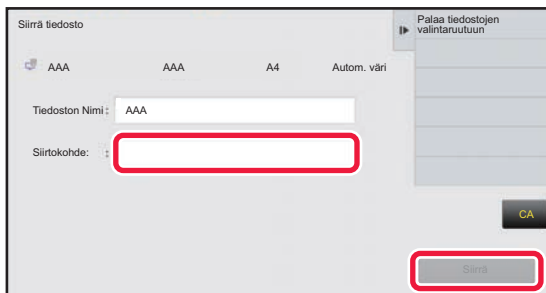 Siirrä tiedosto
Palaa tiedostojen
valintaruutuun
AAA AAA A4 Autom. väri
Tiedoston Nimi : AAA
Siirtokohde: :
CA
Siirrä